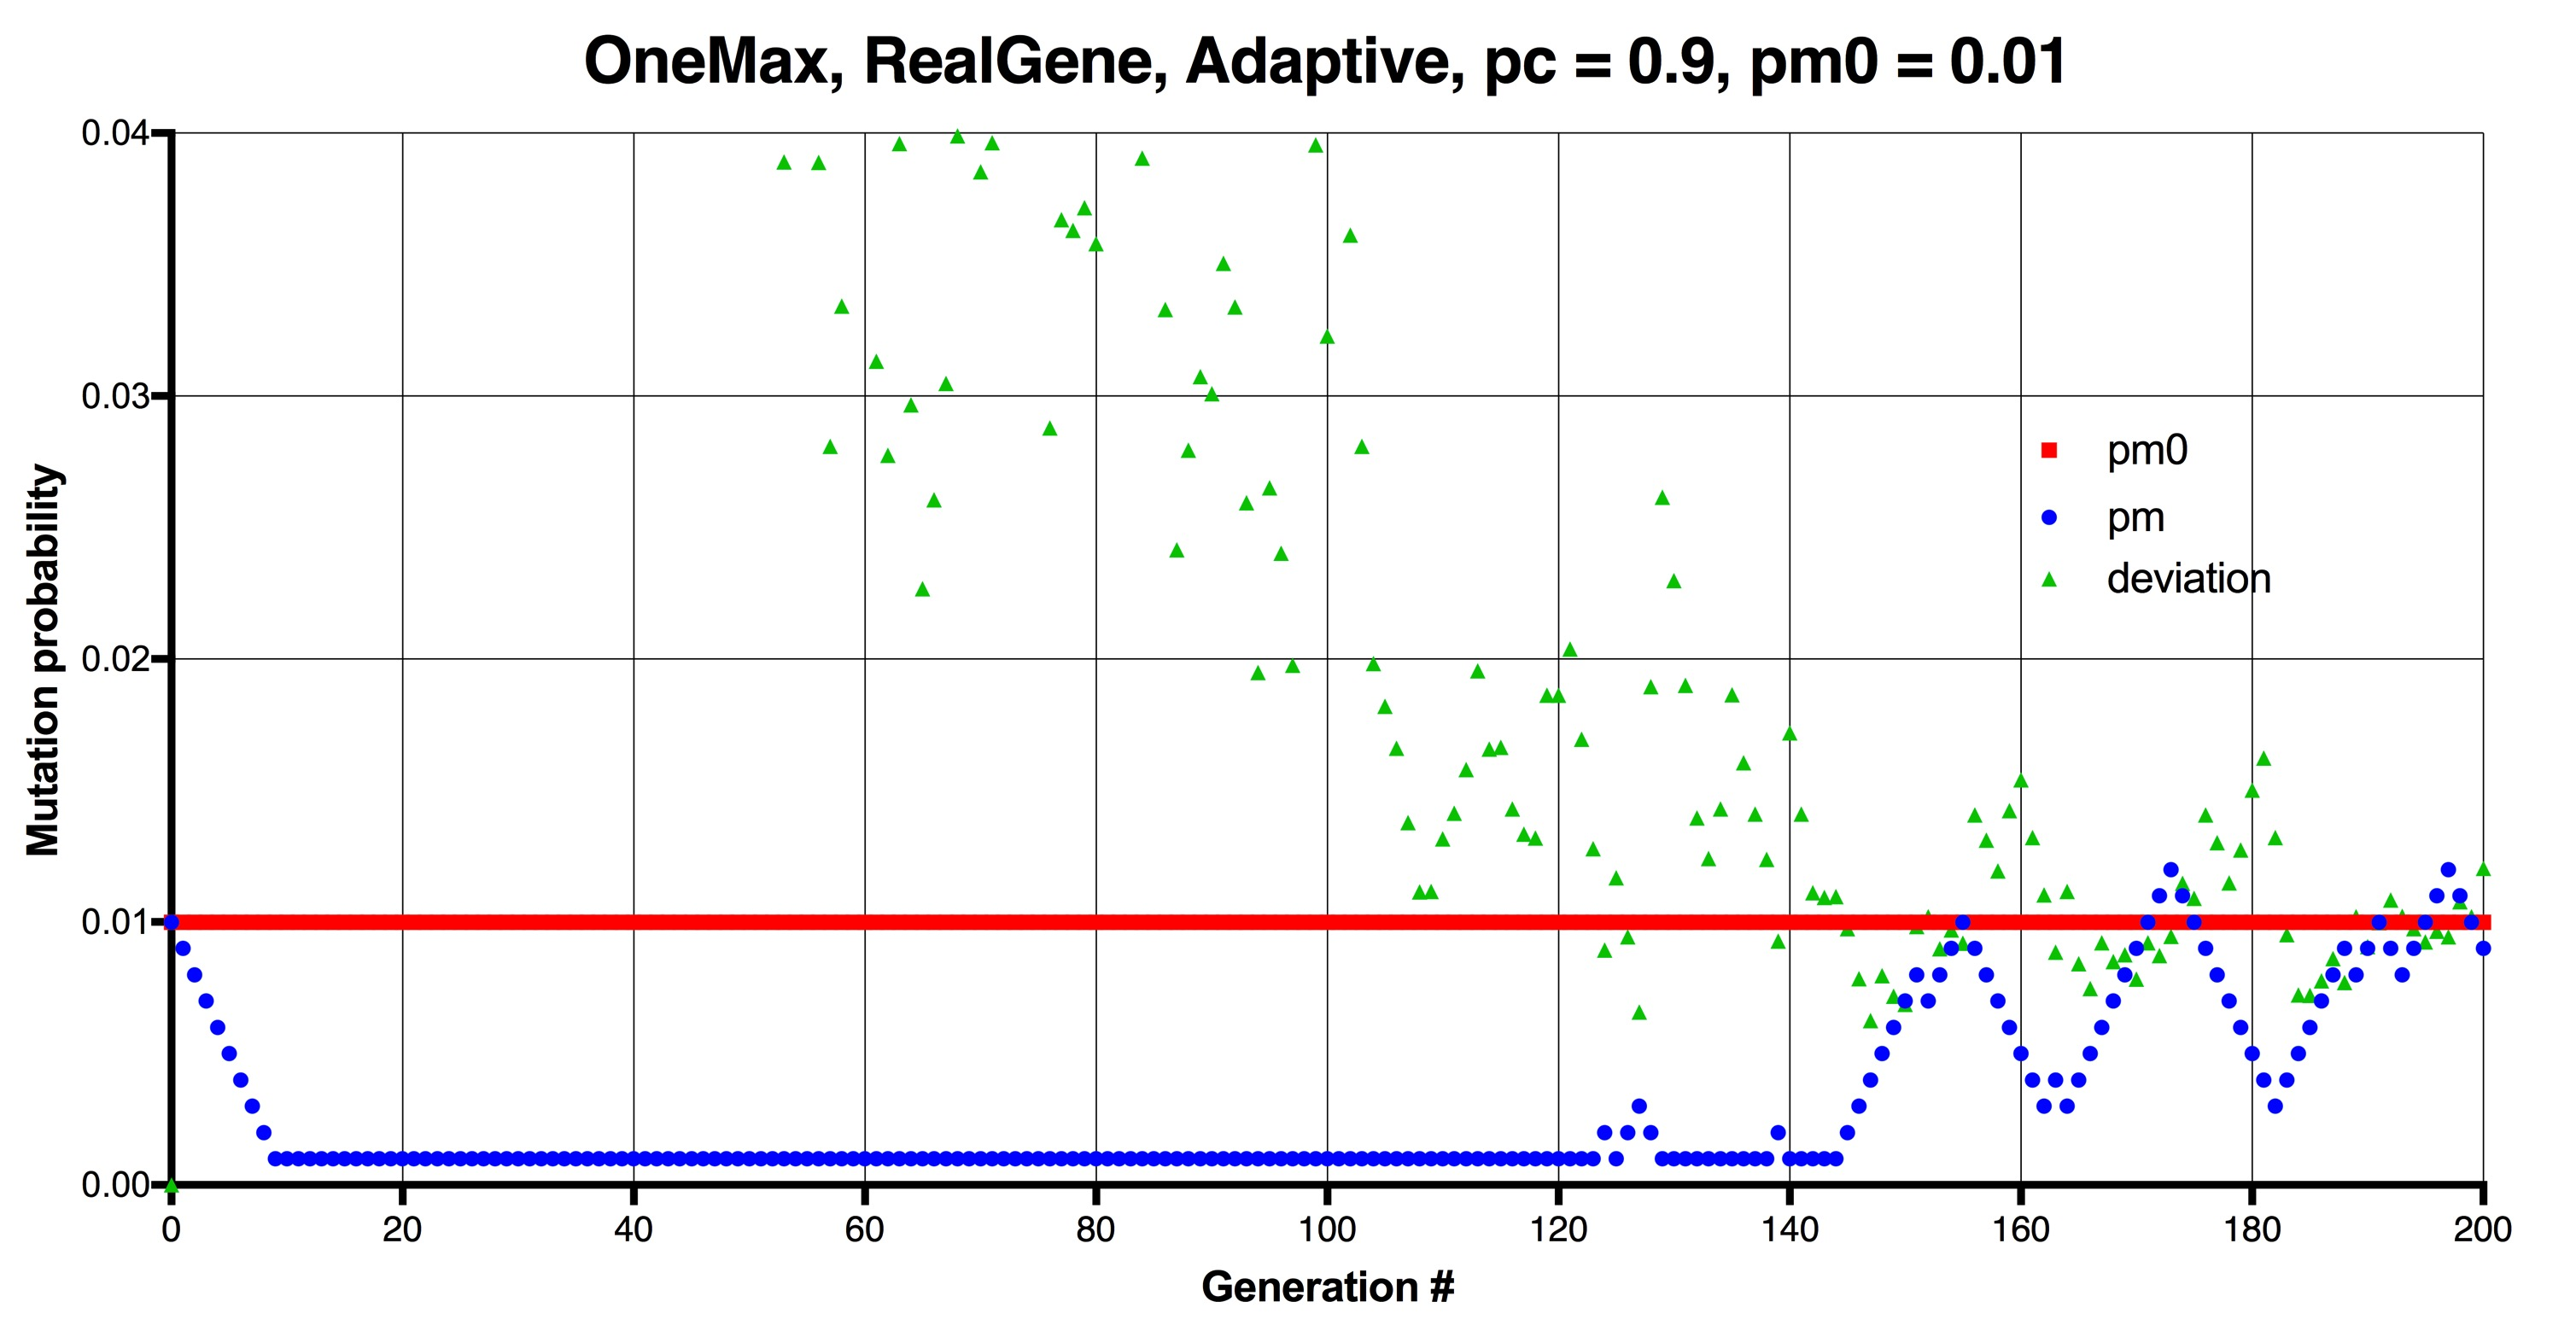 OneMax, RealGene, Adaptive, pc = 0.9, pm0 = 0.01
Mutation probability
0.04
0.03
0.02
0.01
0.00
pm0
pm
deviation
0 20 40 60 80 100 120 140 160 180 200
Generation #